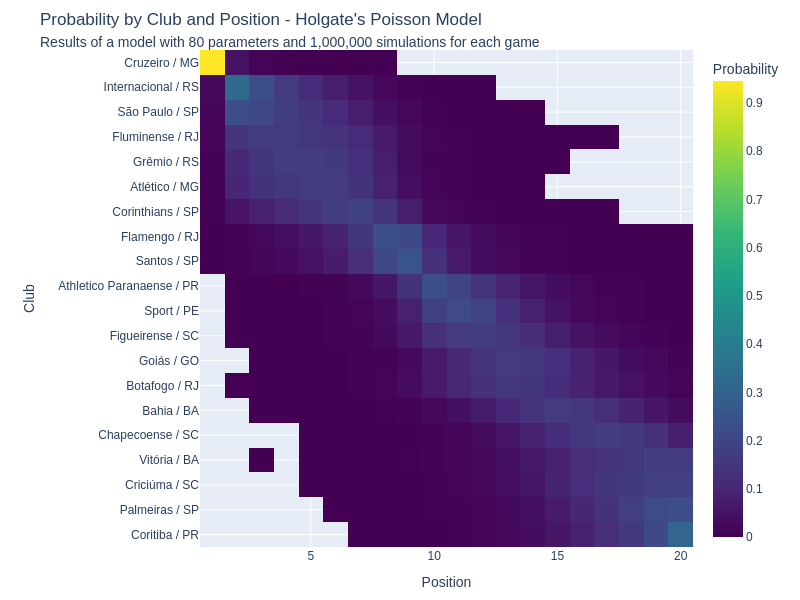 Probability by Club and Position - Holgate's Poisson Model
Results of a model with 80 parameters and 1,000,000 simulations for each game
Cruzeiro / MG
Internacional / RS
São Paulo / SP
Fluminense / RJ
Grêmio / RS
Atlético / MG
Corinthians / SP
Flamengo / RJ
Santos / SP
Athletico Paranaense / PR
Sport / PE
Figueirense / SC
Goiás / GO
Botafogo / RJ
Bahia / BA
Chapecoense / SC
Vitória / BA
Criciúma / SC
Palmeiras / SP
Coritiba / PR
Club
5
10
15
20
Position
Probability
0.9
0.8
0.7
0.6
0.5
0.4
0.3
0.2
0.1
0